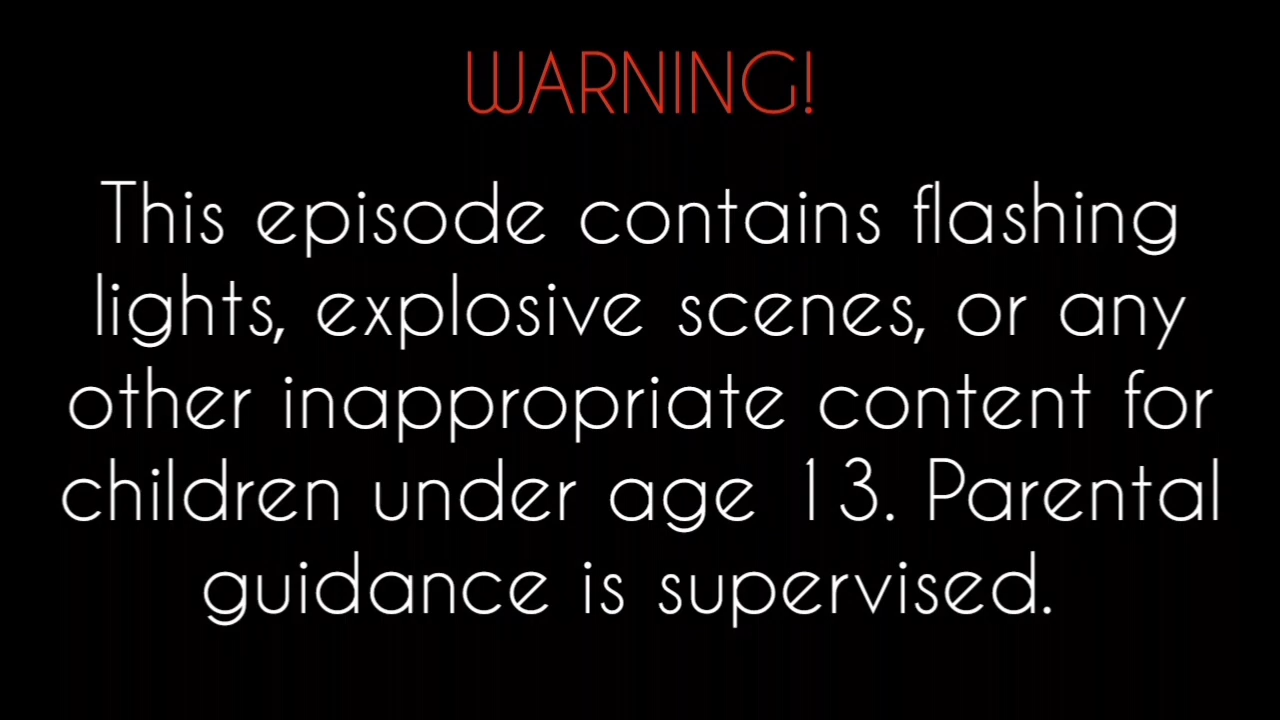 WARNING!
This episode contains flashing
lights, explosive scenes, or any
other inappropriate content for
children under age 13. Parental
guidance is supervised.